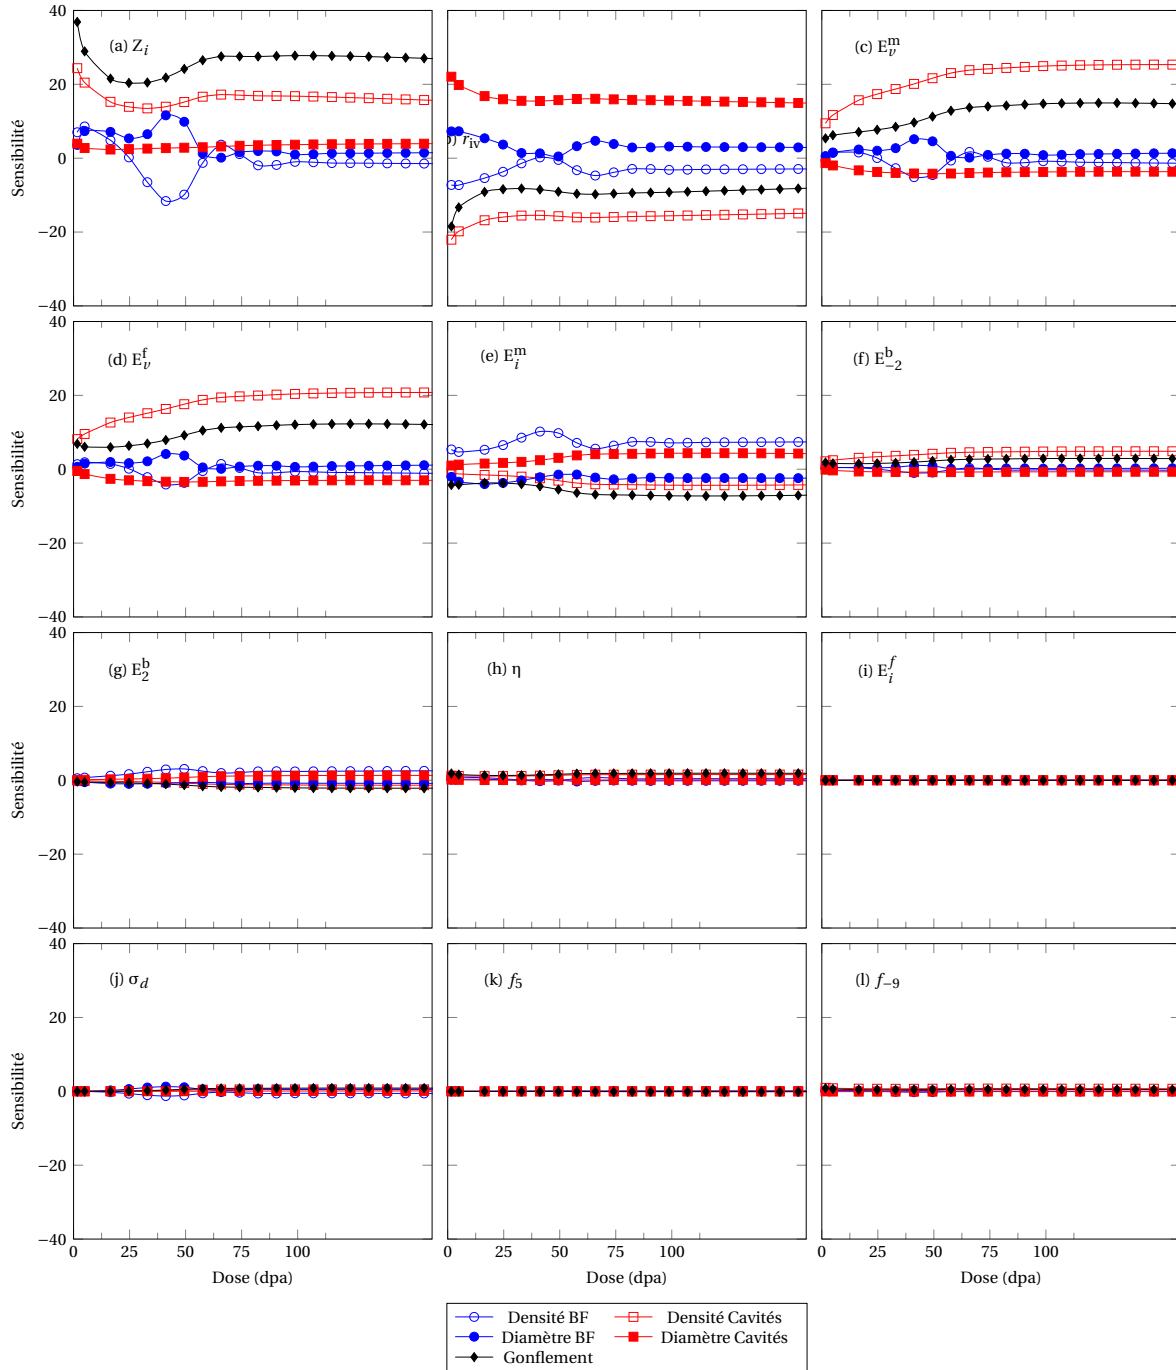 40
20
0
−20
−40
Sensibilité
(a) Z_i
b) r_iv
(c) E_v^m
40
20
0
−20
−40
Sensibilité
(d) E_v^f
(e) E_i^m
(f) E_−2^b
40
20
0
−20
−40
Sensibilité
(g) E_2^b
(h) η
(i) E_i^f
40
20
0
−20
−40
Sensibilité
(j) σ_d
(k) f_5
(l) f_−9
0 25 50 75 100
0 25 50 75 100
0 25 50 75 100
Dose (dpa)
Dose (dpa)
Dose (dpa)
Densité BF
Densité Cavités
Diamètre BF
Diamètre Cavités
Gonflement